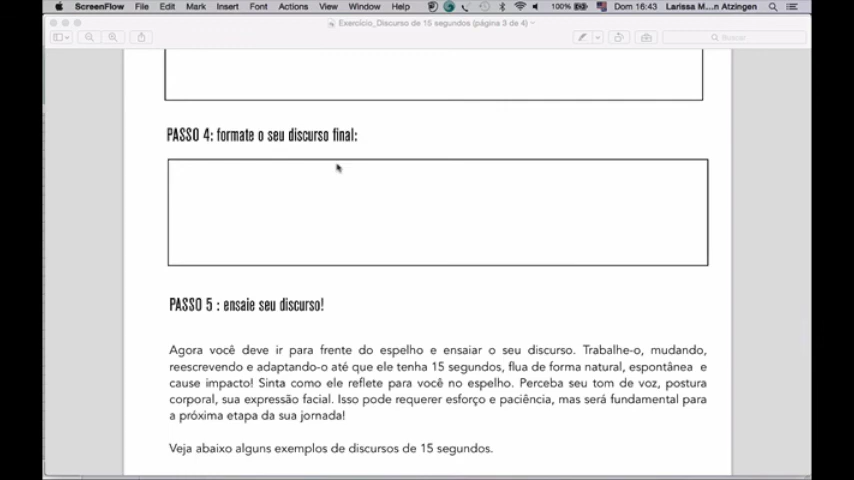 ScreenFlow File Edit Mark Insert Font Actions View Window Help 100% Dom 16:43 Larissa M...n Atzingen
Exercício_Discurso de 15 segundos (página 3 de 4)
Buscar
PASSO 4: formate o seu discurso final:
PASSO 5 : ensaie seu discurso!
Agora você deve ir para frente do espelho e ensaiar o seu discurso. Trabalhe-o, mudando,
reescrevendo e adaptando-o até que ele tenha 15 segundos, flua de forma natural, espontânea e
cause impacto! Sinta como ele reflete para você no espelho. Perceba seu tom de voz, postura
corporal, sua expressão facial. Isso pode requerer esforço e paciência, mas será fundamental para
a próxima etapa da sua jornada!
Veja abaixo alguns exemplos de discursos de 15 segundos.